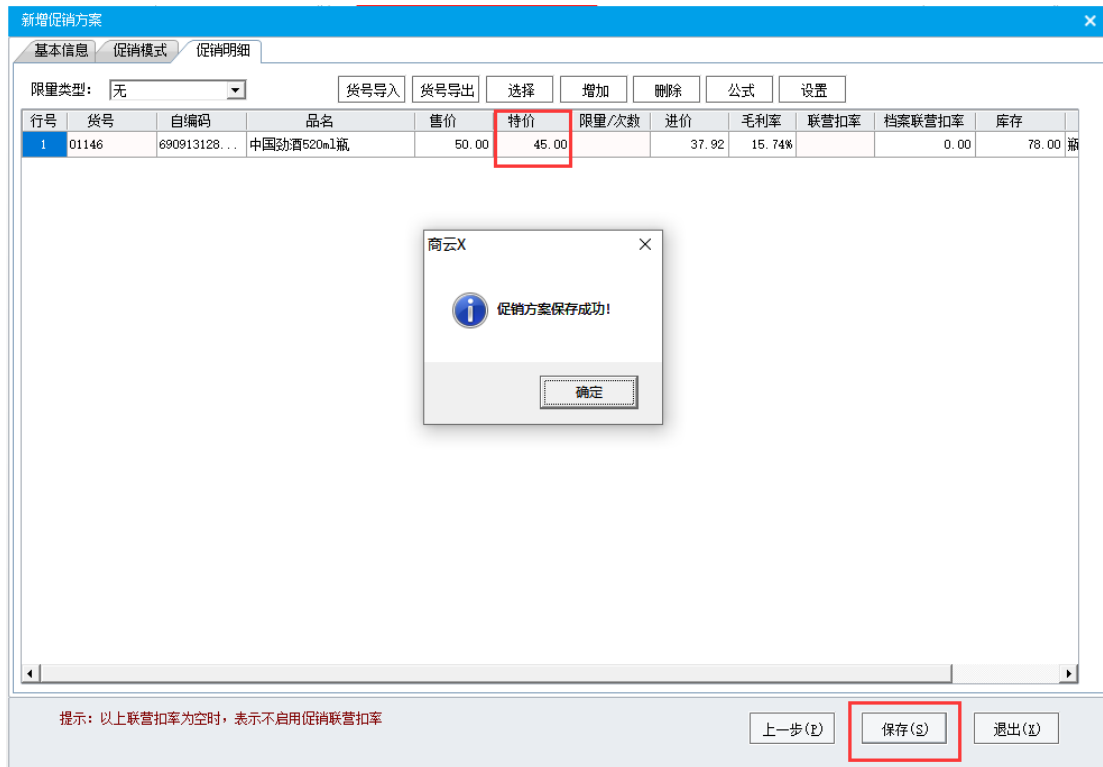 新增促销方案
基本信息 促销模式 促销明细
限量类型: 无 货号导入 货号导出 选择 增加 删除 公式 设置
行号 货号 自编码 品名 售价 特价 限量/次数 进价 毛利率 联营扣率 档案联营扣率 库存
1 01146 690913128... 中国劲酒520ml瓶 50.00 45.00 37.92 15.74% 0.00 78.00 瓶
商云X
促销方案保存成功!
确定
提示: 以上联营扣率为空时, 表示不启用促销联营扣率
上一步(P) 保存(S) 退出(X)